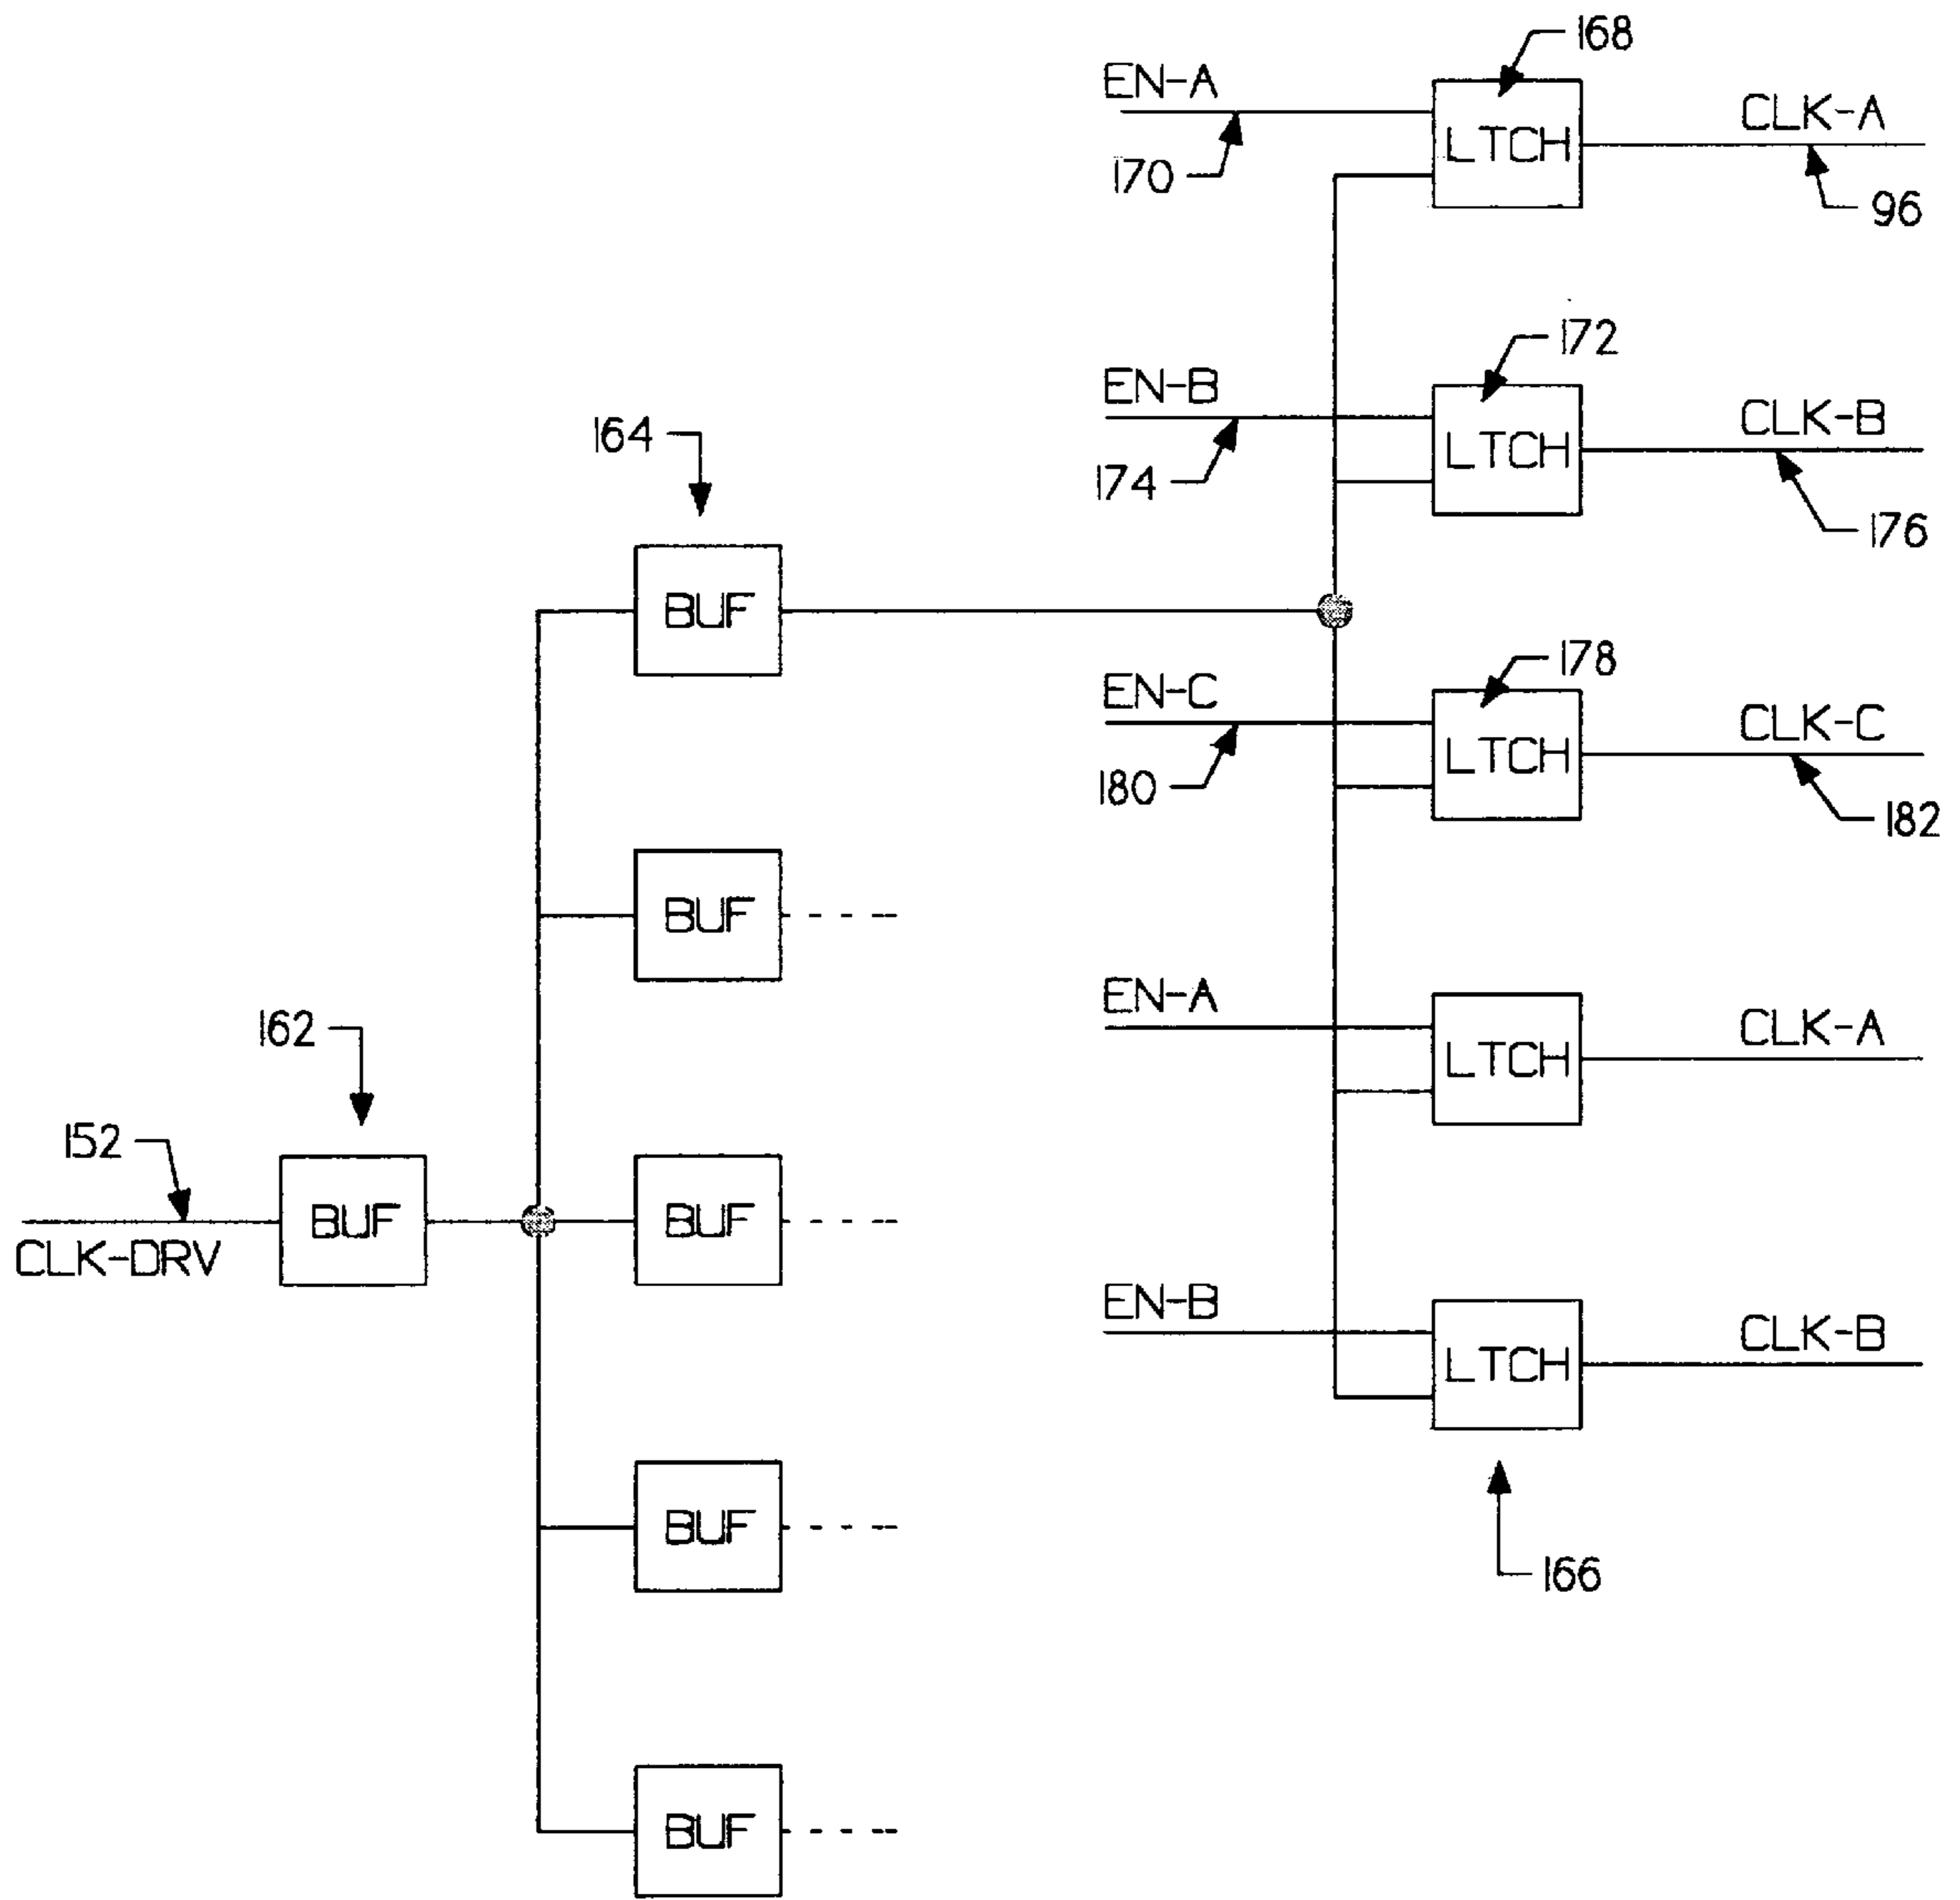 168
EN-A
CLK-A
LTCH
170
96
172
EN-B
CLK-B
164
LTCH
174
176
BUF
178
EN-C
CLK-C
LTCH
180
182
BUF
EN-A
162
CLK-A
LTCH
152
BUF
BUF
CLK-DRV
EN-B
CLK-B
LTCH
BUF
166
BUF